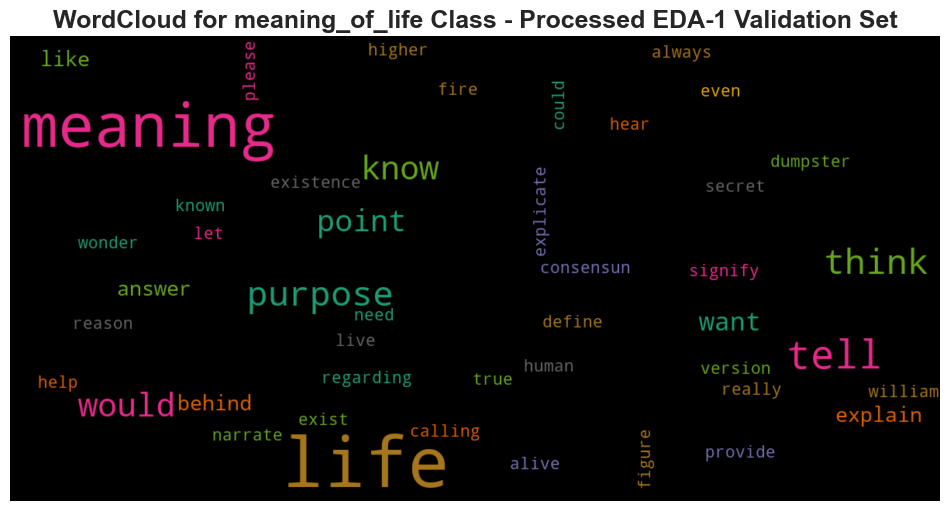 WordCloud for meaning_of_life Class - Processed EDA-1 Validation Set
like
please
higher
always
fire
could
even
meaning
hear
know
dumpster
existence
explicate
secret
known
point
let
wonder
consensun
signify
think
answer
purpose
need
reason
define
want
live
tell
human
version
help
regarding
true
really
william
would
behind
exist
explain
narrate
calling
life
alive
figure
provide